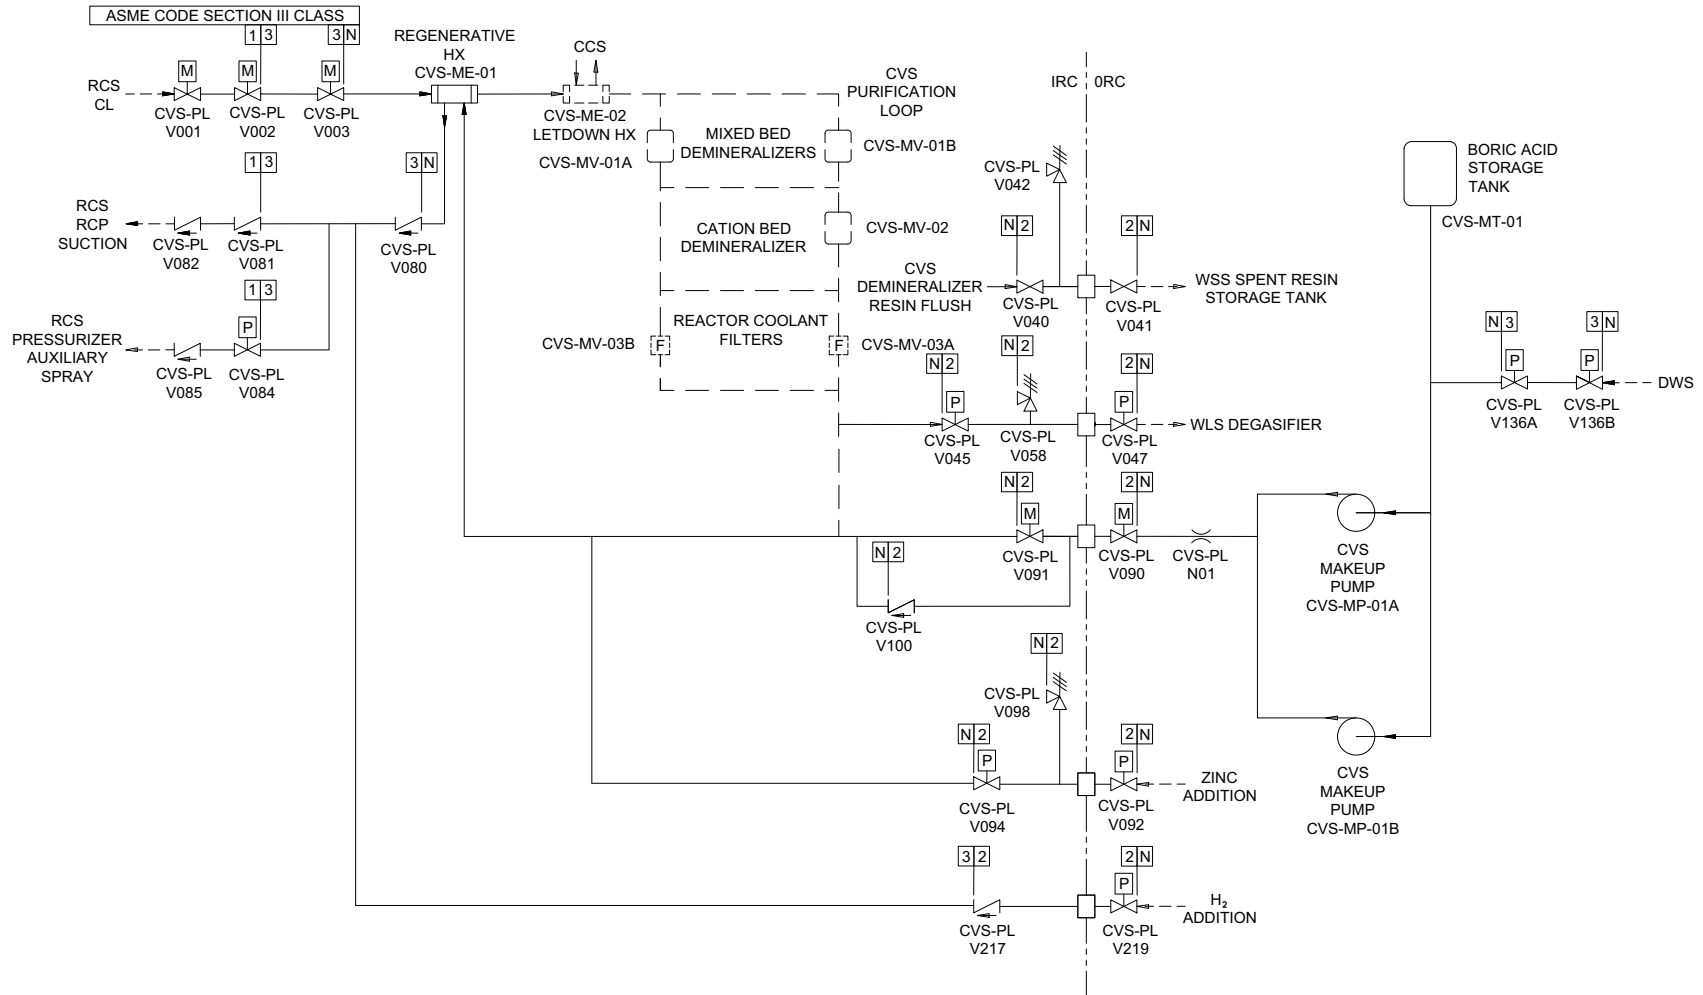 ASME CODE SECTION III CLASS
1 3
3 N
REGENERATIVE
HX
CVS-ME-01
CCS
CVS
PURIFICATION
LOOP
IRC
0RC
RCS
CL
M
M
M
CVS-PL
V001
CVS-PL
V002
CVS-PL
V003
CVS-ME-02
LETDOWN HX
CVS-MV-01A
MIXED BED
DEMINERALIZERS
CVS-MV-01B
CVS-PL
V042
BORIC ACID
STORAGE
TANK
CVS-MT-01
1 3
3 N
RCS
RCP
SUCTION
CVS-PL
V082
CVS-PL
V081
CVS-PL
V080
CATION BED
DEMINERALIZER
CVS-MV-02
N 2
2 N
CVS
DEMINERALIZER
RESIN FLUSH
CVS-PL
V040
CVS-PL
V041
WSS SPENT RESIN
STORAGE TANK
1 3
RCS
PRESSURIZER
AUXILIARY
SPRAY
P
CVS-PL
V085
CVS-PL
V084
REACTOR COOLANT
FILTERS
CVS-MV-03B
F
F
CVS-MV-03A
N 2
N 2
2 N
P
P
CVS-PL
V045
CVS-PL
V058
CVS-PL
V047
WLS DEGASIFIER
N 3
3 N
P
P
DWS
CVS-PL
V136A
CVS-PL
V136B
N 2
2 N
M
M
CVS-PL
V091
CVS-PL
V090
CVS-PL
N01
CVS
MAKEUP
PUMP
CVS-MP-01A
N 2
CVS-PL
V100
N 2
CVS-PL
V098
N 2
2 N
P
P
CVS-PL
V094
CVS-PL
V092
ZINC
ADDITION
CVS
MAKEUP
PUMP
CVS-MP-01B
3 2
2 N
P
CVS-PL
V217
CVS-PL
V219
H₂
ADDITION